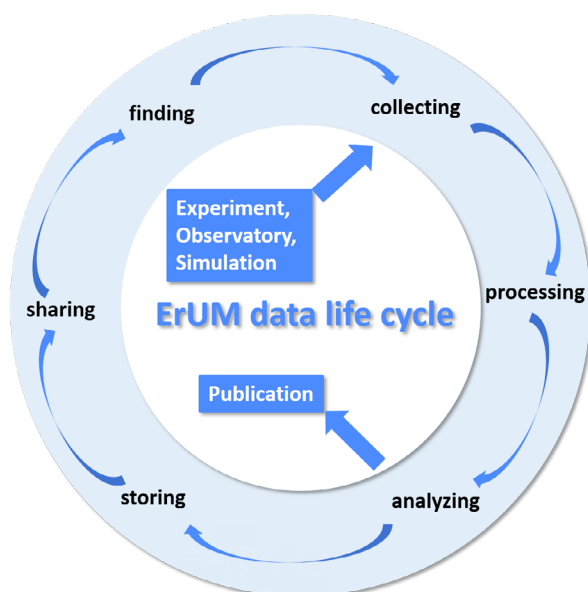 finding
collecting
Experiment,
Observatory,
Simulation
processing
sharing
ErUM data life cycle
Publication
storing
analyzing